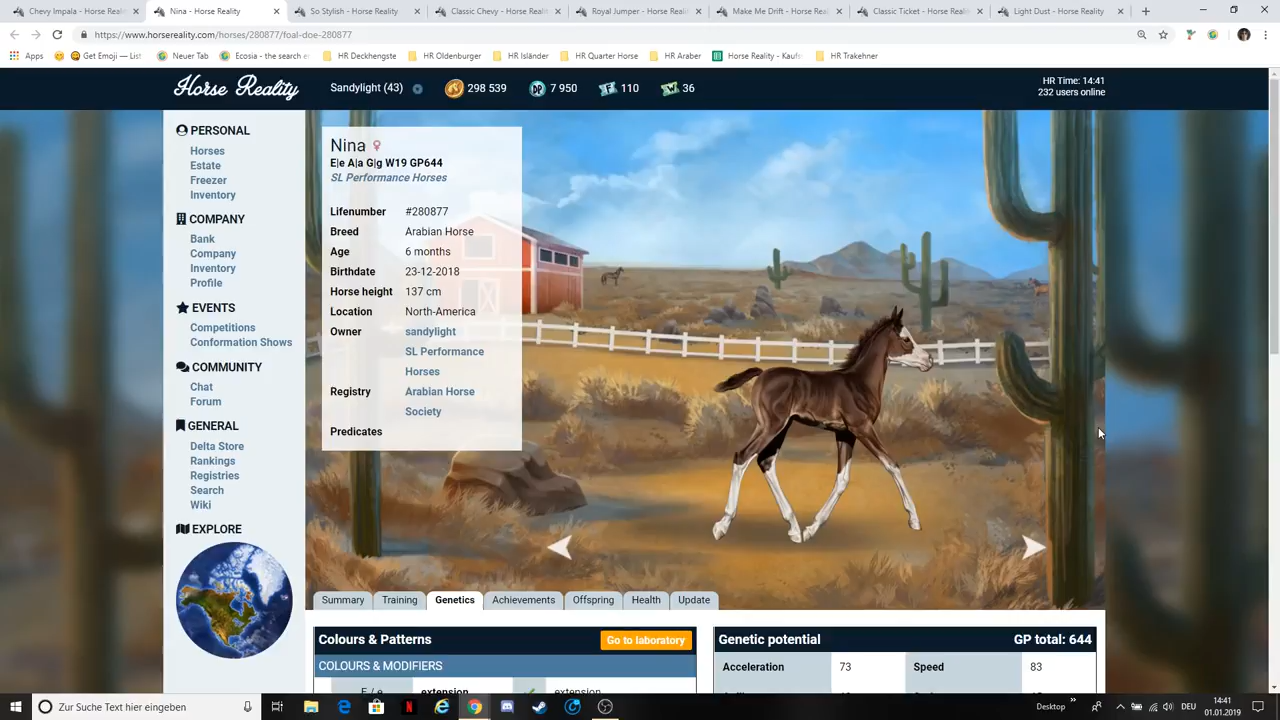 Chevy Impala - Horse Reali
Nina - Horse Reality
So Stylish - Horse Reality
Classic Chevy - Horse Realit
Royal Jumper - Horse Reali
Make Me Drift - Horse Real
Classic Ticket - Horse Reali
Light Dust - Horse Reality
https://www.horsereality.com/horses/280877/foal-doe-280877
Apps
Get Emoji — List
Neuer Tab
Ecosia - the search e
HR Deckhengste
HR Oldenburger
HR Isländer
HR Quarter Horse
HR Araber
Horse Reality - Kaufs
HR Trakehner
Horse Reality
Sandylight (43)
298 539
DP 7 950
110
36
HR Time: 14:41
232 users online
PERSONAL
Horses
Estate
Freezer
Inventory
COMPANY
Bank
Company
Inventory
Profile
EVENTS
Competitions
Conformation Shows
COMMUNITY
Chat
Forum
GENERAL
Delta Store
Rankings
Registries
Search
Wiki
EXPLORE
Nina ♀
E|e A|a G|g W19 GP644
SL Performance Horses
Lifenumber #280877
Breed Arabian Horse
Age 6 months
Birthdate 23-12-2018
Horse height 137 cm
Location North-America
Owner sandylight
SL Performance
Horses
Registry Arabian Horse
Society
Predicates
Summary
Training
Genetics
Achievements
Offspring
Health
Update
Colours & Patterns
Go to laboratory
COLOURS & MODIFIERS
E / e extension extension
Genetic potential GP total: 644
Acceleration 73 Speed 83
Zur Suche Text hier eingeben
Desktop
DEU
14:41
01.01.2019